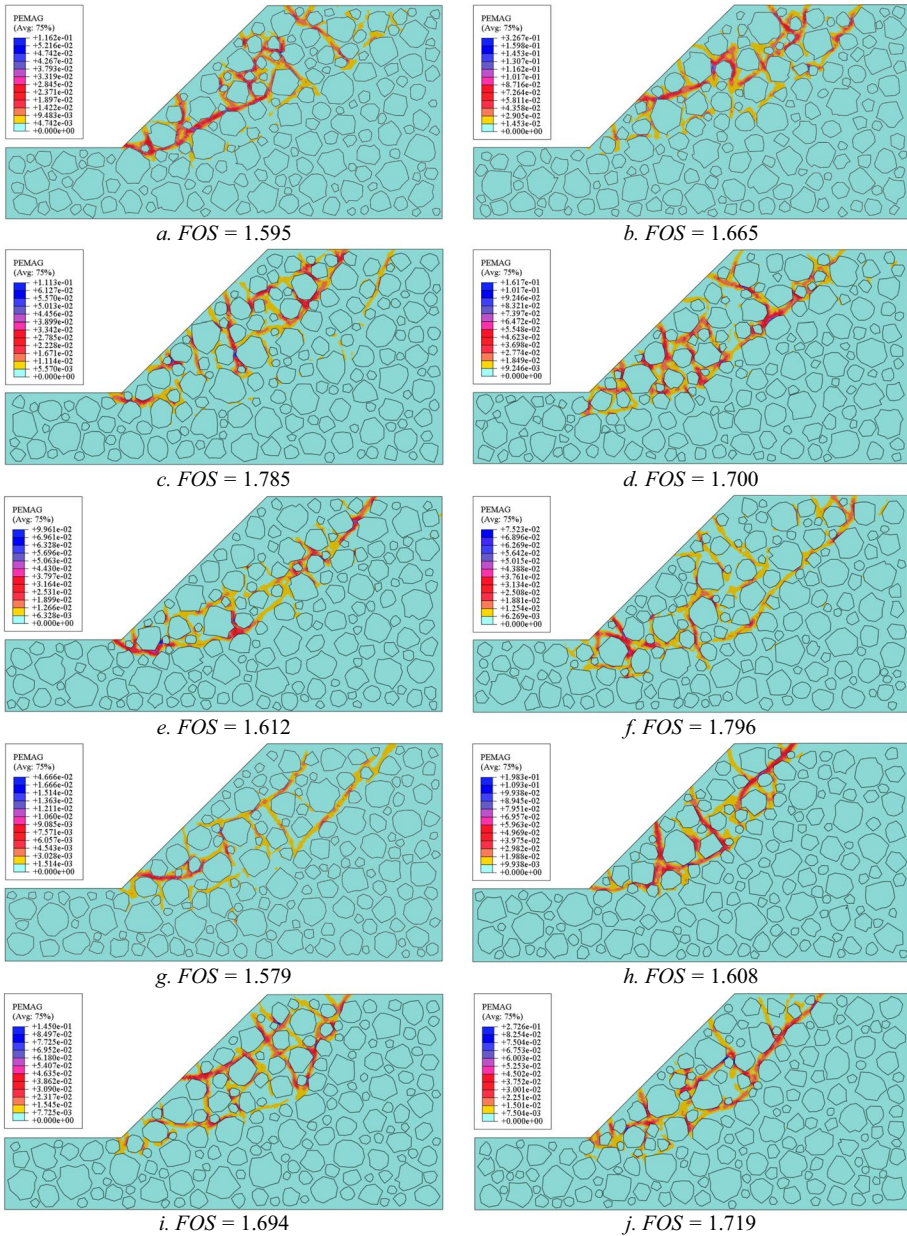 PEMAG
(Avg: 75%)
+1.162e-01
+5.216e-02
+4.742e-02
+4.267e-02
+3.793e-02
+3.319e-02
+2.845e-02
+2.371e-02
+1.897e-02
+1.422e-02
+9.483e-03
+4.742e-03
+0.000e+00
a. FOS = 1.595
PEMAG
(Avg: 75%)
+3.267e-01
+1.598e-01
+1.453e-01
+1.307e-01
+1.162e-01
+1.017e-01
+8.716e-02
+7.264e-02
+5.811e-02
+4.358e-02
+2.905e-02
+1.453e-02
+0.000e+00
b. FOS = 1.665
PEMAG
(Avg: 75%)
+1.113e-01
+6.127e-02
+5.570e-02
+5.013e-02
+4.456e-02
+3.899e-02
+3.342e-02
+2.785e-02
+2.228e-02
+1.671e-02
+1.114e-02
+5.570e-03
+0.000e+00
c. FOS = 1.785
PEMAG
(Avg: 75%)
+1.617e-01
+1.017e-01
+9.246e-02
+8.321e-02
+7.397e-02
+6.472e-02
+5.548e-02
+4.623e-02
+3.698e-02
+2.774e-02
+1.849e-02
+9.246e-03
+0.000e+00
d. FOS = 1.700
PEMAG
(Avg: 75%)
+9.961e-02
+6.961e-02
+6.328e-02
+5.696e-02
+5.063e-02
+4.430e-02
+3.797e-02
+3.164e-02
+2.531e-02
+1.899e-02
+1.266e-02
+6.328e-03
+0.000e+00
e. FOS = 1.612
PEMAG
(Avg: 75%)
+7.523e-02
+6.896e-02
+6.269e-02
+5.642e-02
+5.015e-02
+4.388e-02
+3.761e-02
+3.134e-02
+2.508e-02
+1.881e-02
+1.254e-02
+6.269e-03
+0.000e+00
f. FOS = 1.796
PEMAG
(Avg: 75%)
+4.666e-02
+1.666e-02
+1.514e-02
+1.363e-02
+1.211e-02
+1.060e-02
+9.085e-03
+7.571e-03
+6.057e-03
+4.543e-03
+3.028e-03
+1.514e-03
+0.000e+00
g. FOS = 1.579
PEMAG
(Avg: 75%)
+1.983e-01
+1.093e-01
+9.938e-02
+8.945e-02
+7.951e-02
+6.957e-02
+5.963e-02
+4.969e-02
+3.975e-02
+2.982e-02
+1.988e-02
+9.938e-03
+0.000e+00
h. FOS = 1.608
PEMAG
(Avg: 75%)
+1.450e-01
+8.497e-02
+7.725e-02
+6.952e-02
+6.180e-02
+5.407e-02
+4.635e-02
+3.862e-02
+3.090e-02
+2.317e-02
+1.545e-02
+7.725e-03
+0.000e+00
i. FOS = 1.694
PEMAG
(Avg: 75%)
+2.726e-01
+8.254e-02
+7.504e-02
+6.753e-02
+6.003e-02
+5.253e-02
+4.502e-02
+3.752e-02
+3.001e-02
+2.251e-02
+1.501e-02
+7.504e-03
+0.000e+00
j. FOS = 1.719